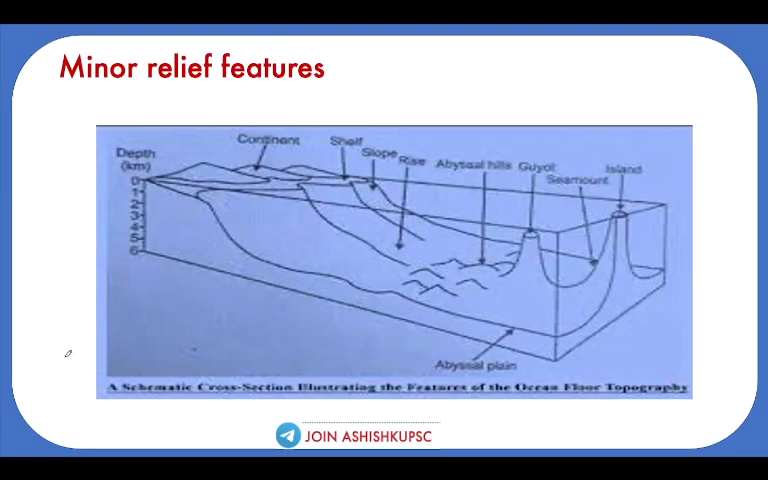 Minor relief features
Continent
Shelf
Depth
(km)
Slope
Rise
Abyssal hills
Guyot
Island
Seamount
0
1
2
3
4
5
6
Abyssal plain
A Schematic Cross-Section Illustrating the Features of the Ocean Floor Topography
JOIN ASHISHKUPSC